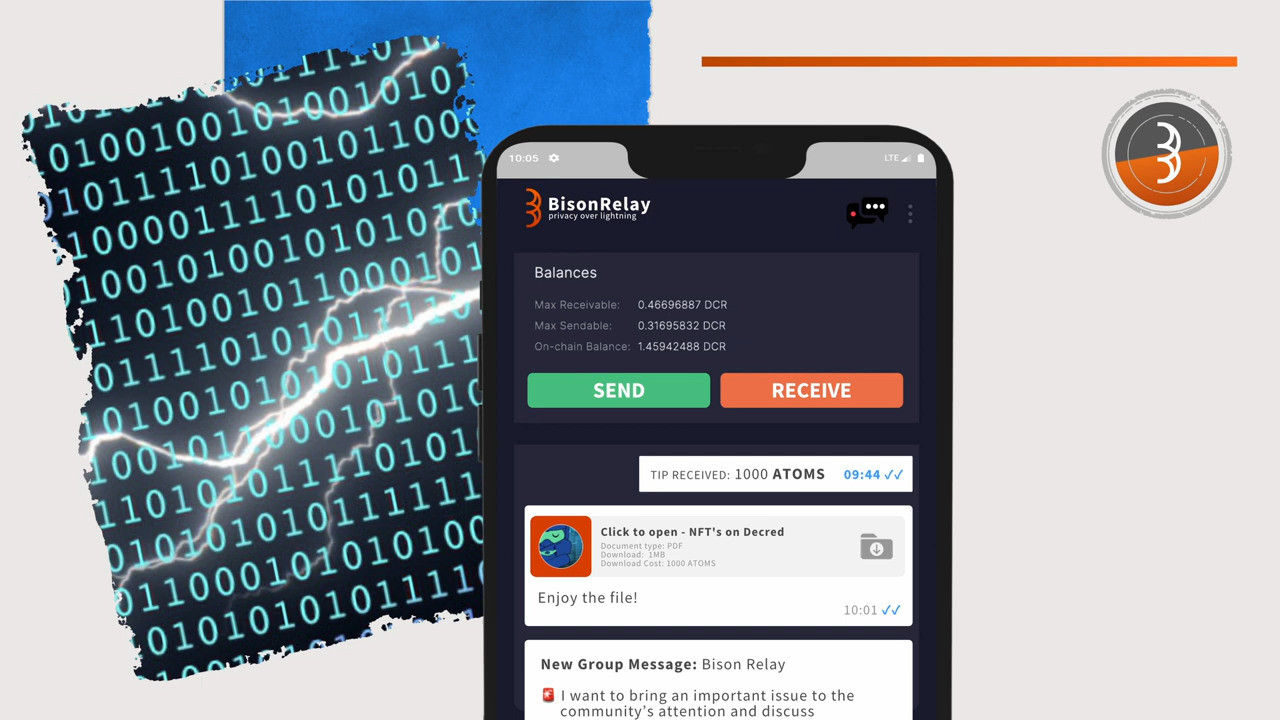 10:05
LTE
BisonRelay
privacy over lightning
Balances
Max Receivable: 0.46696887 DCR
Max Sendable: 0.31695832 DCR
On-chain Balance: 1.45942488 DCR
SEND RECEIVE
TIP RECEIVED: 1000 ATOMS 09:44 ✓✓
Click to open - NFT's on Decred
Document type: PDF
Download: 1MB
Download Cost: 1000 ATOMS
Enjoy the file!
10:01 ✓✓
New Group Message: Bison Relay
🚨 I want to bring an important issue to the
community's attention and discuss